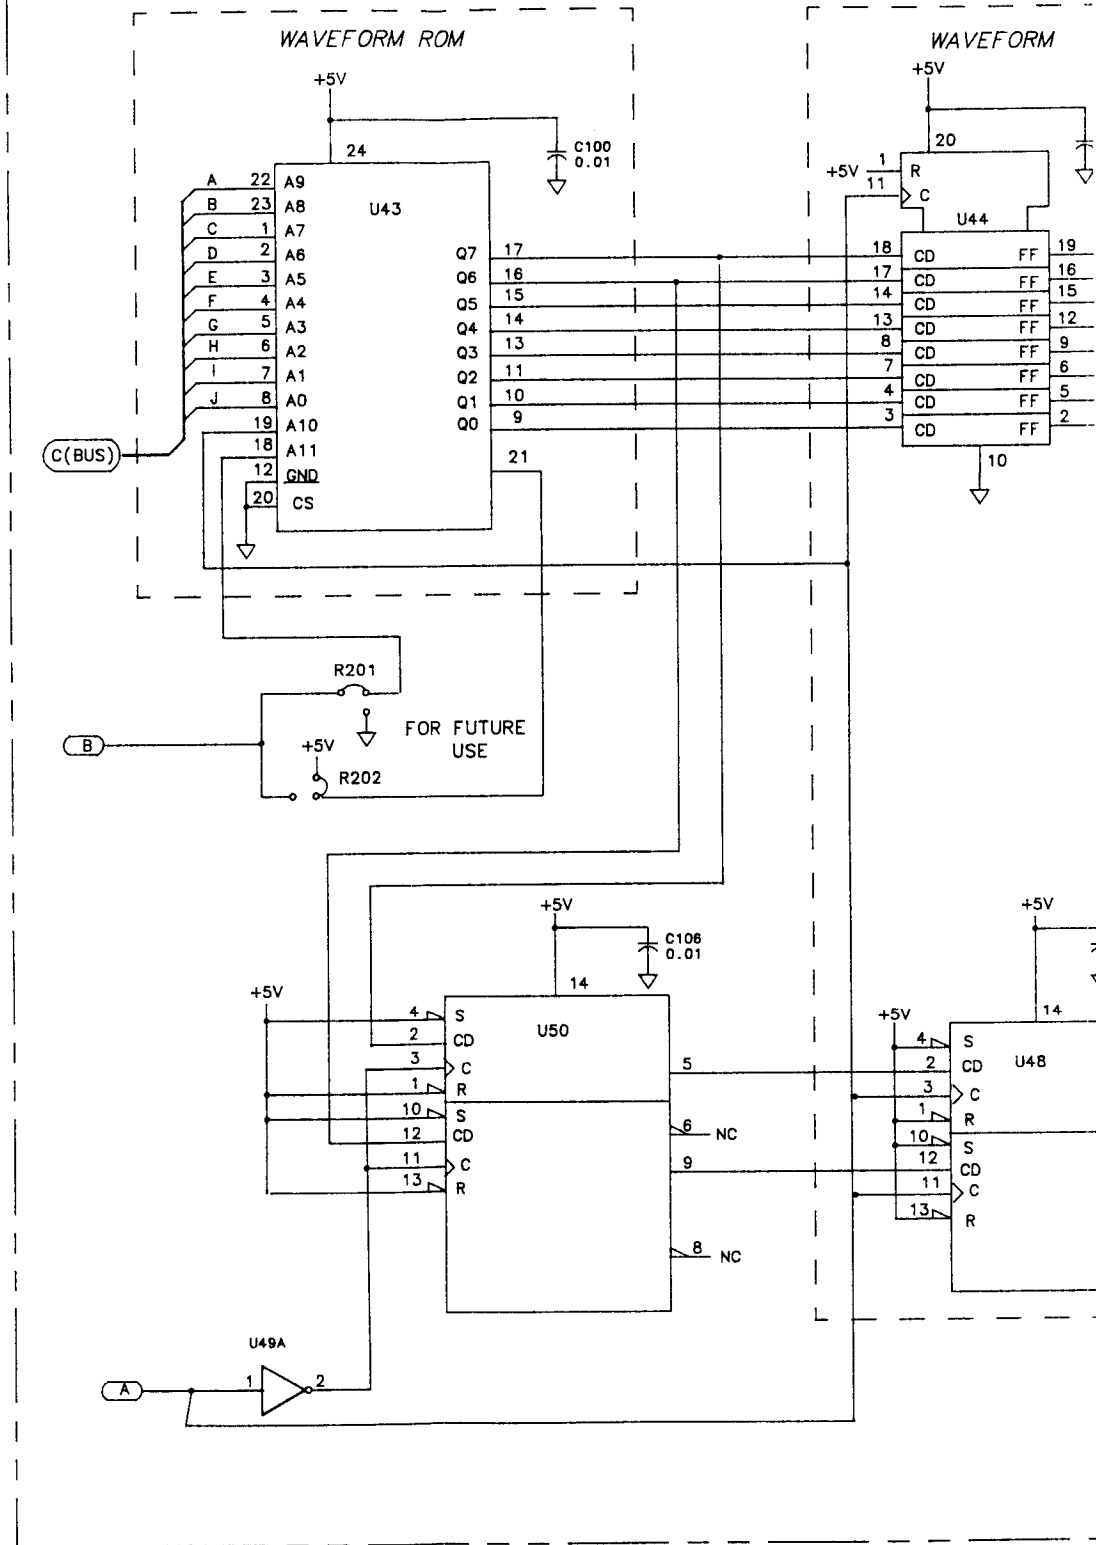 WAVEFORM ROM
WAVEFORM
+5V
24
C100
0.01
+5V
20
+5V
1
R
11
C
U44
A 22 A9
B 23 A8
C 1 A7
D 2 A6
E 3 A5
F 4 A4
G 5 A3
H 6 A2
I 7 A1
J 8 A0
19 A10
18 A11
12 GND
20 CS
U43
Q7 17
Q6 16
Q5 15
Q4 14
Q3 13
Q2 11
Q1 10
Q0 9
21
18 CD FF 19
17 CD FF 16
14 CD FF 15
13 CD FF 12
8 CD FF 9
7 CD FF 6
4 CD FF 5
3 CD FF 2
10
C(BUS)
R201
FOR FUTURE
USE
B
+5V
R202
+5V
C106
0.01
14
+5V
4 S
2 CD
3 C
1 R
10 S
12 CD
11 C
13 R
U50
5
6 NC
9
8 NC
+5V
14
+5V
4 S
2 CD
3 C
1 R
10 S
12 CD
11 C
13 R
U48
U49A
A
1
2